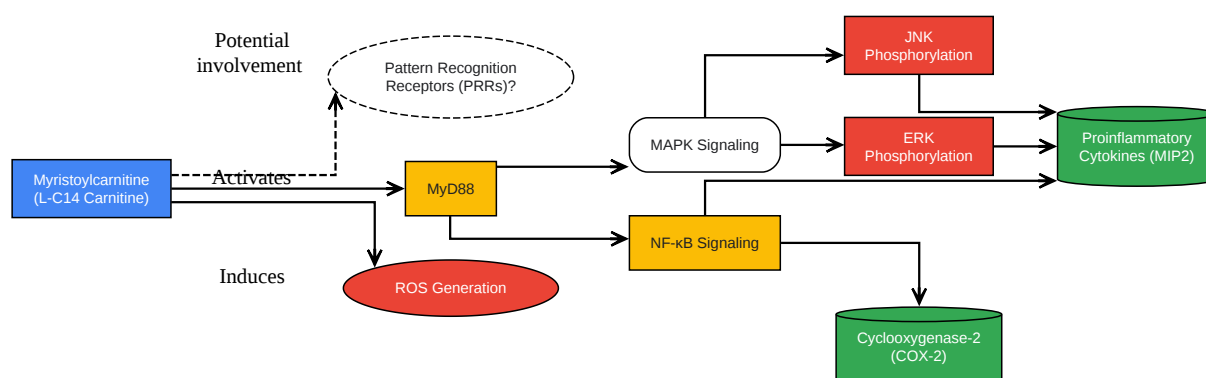 Potential
involvement
Pattern Recognition
Receptors (PRRs)?
JNK
Phosphorylation
MAPK Signaling
ERK
Phosphorylation
Proinflammatory
Cytokines (MIP2)
Myristoylcarnitine
(L-C14 Carnitine)
Activates
MyD88
NF-κB Signaling
Induces
ROS Generation
Cyclooxygenase-2
(COX-2)